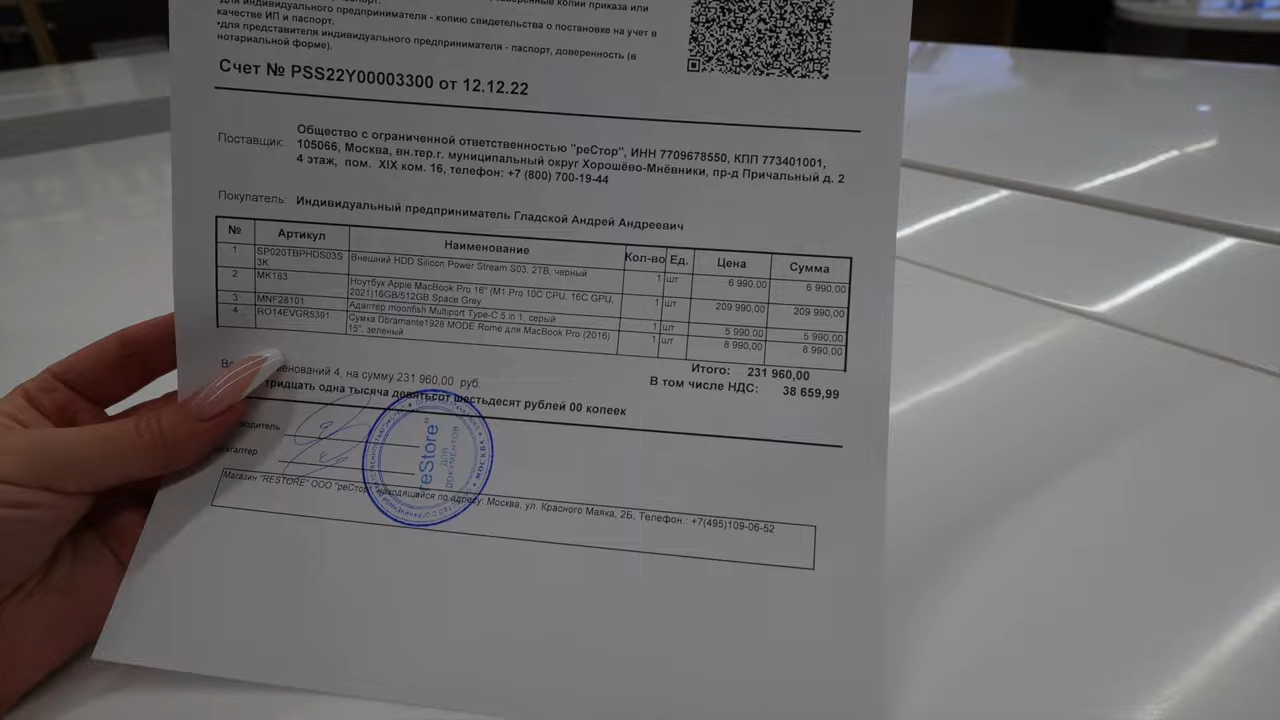 копии приказа или
для индивидуального предпринимателя - копию свидетельства о постановке на учет в
качестве ИП и паспорт.
•для представителя индивидуального предпринимателя - паспорт, доверенность (в
нотариальной форме).
Счет № PSS22Y00003300 от 12.12.22
Поставщик: Общество с ограниченной ответственностью "реСтор", ИНН 7709678550, КПП 773401001,
105066, Москва, вн.тер.г. муниципальный округ Хорошёво-Мнёвники, пр-д Причальный д. 2
4 этаж, пом. XIX ком. 16, телефон: +7 (800) 700-19-44
Покупатель: Индивидуальный предприниматель Гладской Андрей Андреевич
№ Артикул Наименование Кол-во Ед. Цена Сумма
1 SP020TBPHDS03S3K Внешний HDD Silicon Power Stream S03, 2TB, черный 1 шт 6 990,00 6 990,00
2 MK183 Ноутбук Apple MacBook Pro 16" (M1 Pro 10C CPU, 16C GPU,
2021)16GB/512GB Space Grey 1 шт 209 990,00 209 990,00
3 MNF28101 Адаптер moonfish Multiport Type-C 5 in 1, серый 1 шт 5 990,00 5 990,00
4 RO14EVGR5391 Сумка Dbramante1928 MODE Rome для MacBook Pro (2016)
15", зеленый 1 шт 8 990,00 8 990,00
Итого: 231 960,00
В том числе НДС: 38 659,99
менований 4, на сумму 231 960,00 руб.
тридцать одна тысяча девятьсот шестьдесят рублей 00 копеек
водитель
хгалтер
reStore"
ДЛЯ
ДОКУМЕНТОВ
МОСКВА
Магазин "RESTORE" ООО "реСтор" находящийся по адресу: Москва, ул. Красного Маяка, 2Б, Телефон.: +7(495)109-06-52